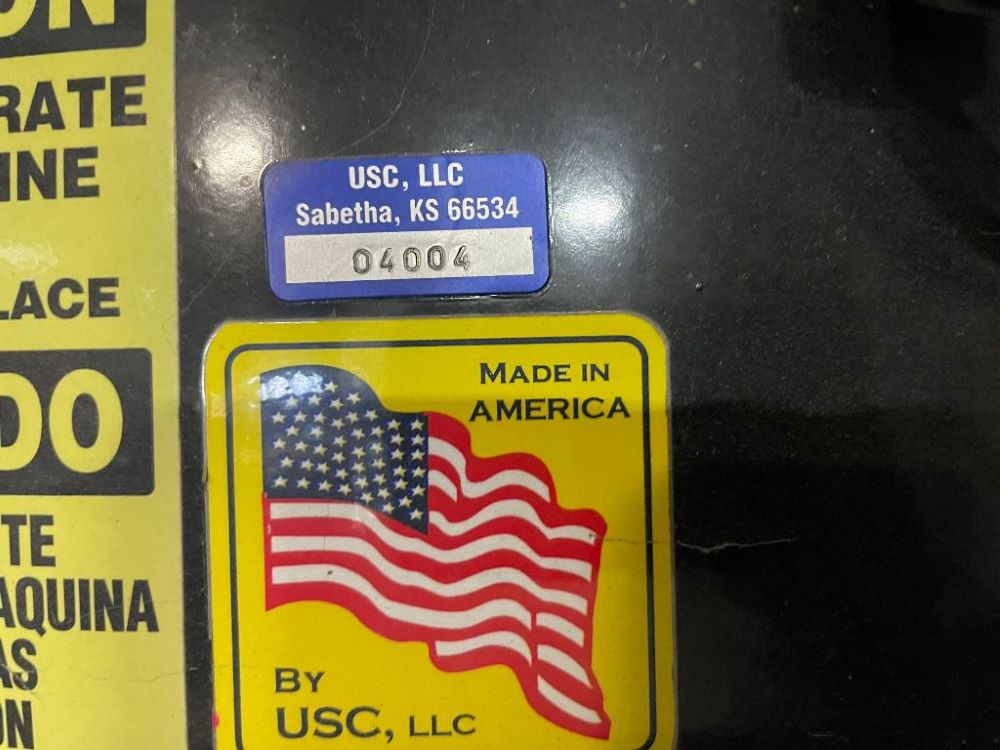 ON
RATE
INE
LACE
DO
TE
AQUINA
AS
ON
USC, LLC
Sabetha, KS 66534
04004
MADE IN
AMERICA
BY
USC, LLC